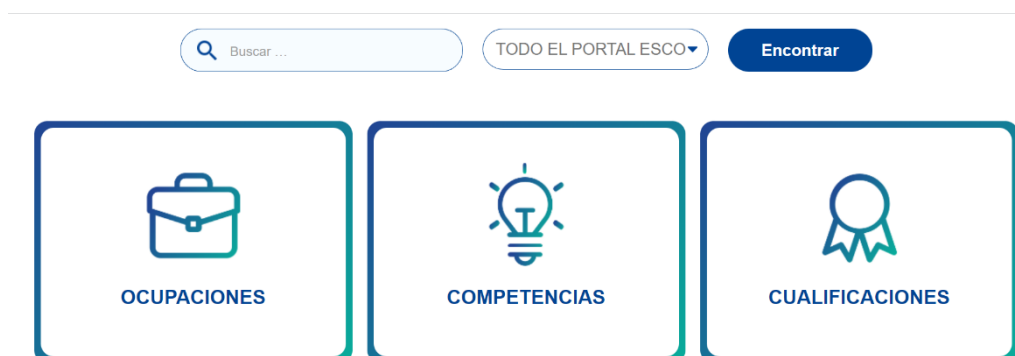 Buscar ...
TODO EL PORTAL ESCO
Encontrar
OCUPACIONES
COMPETENCIAS
CUALIFICACIONES